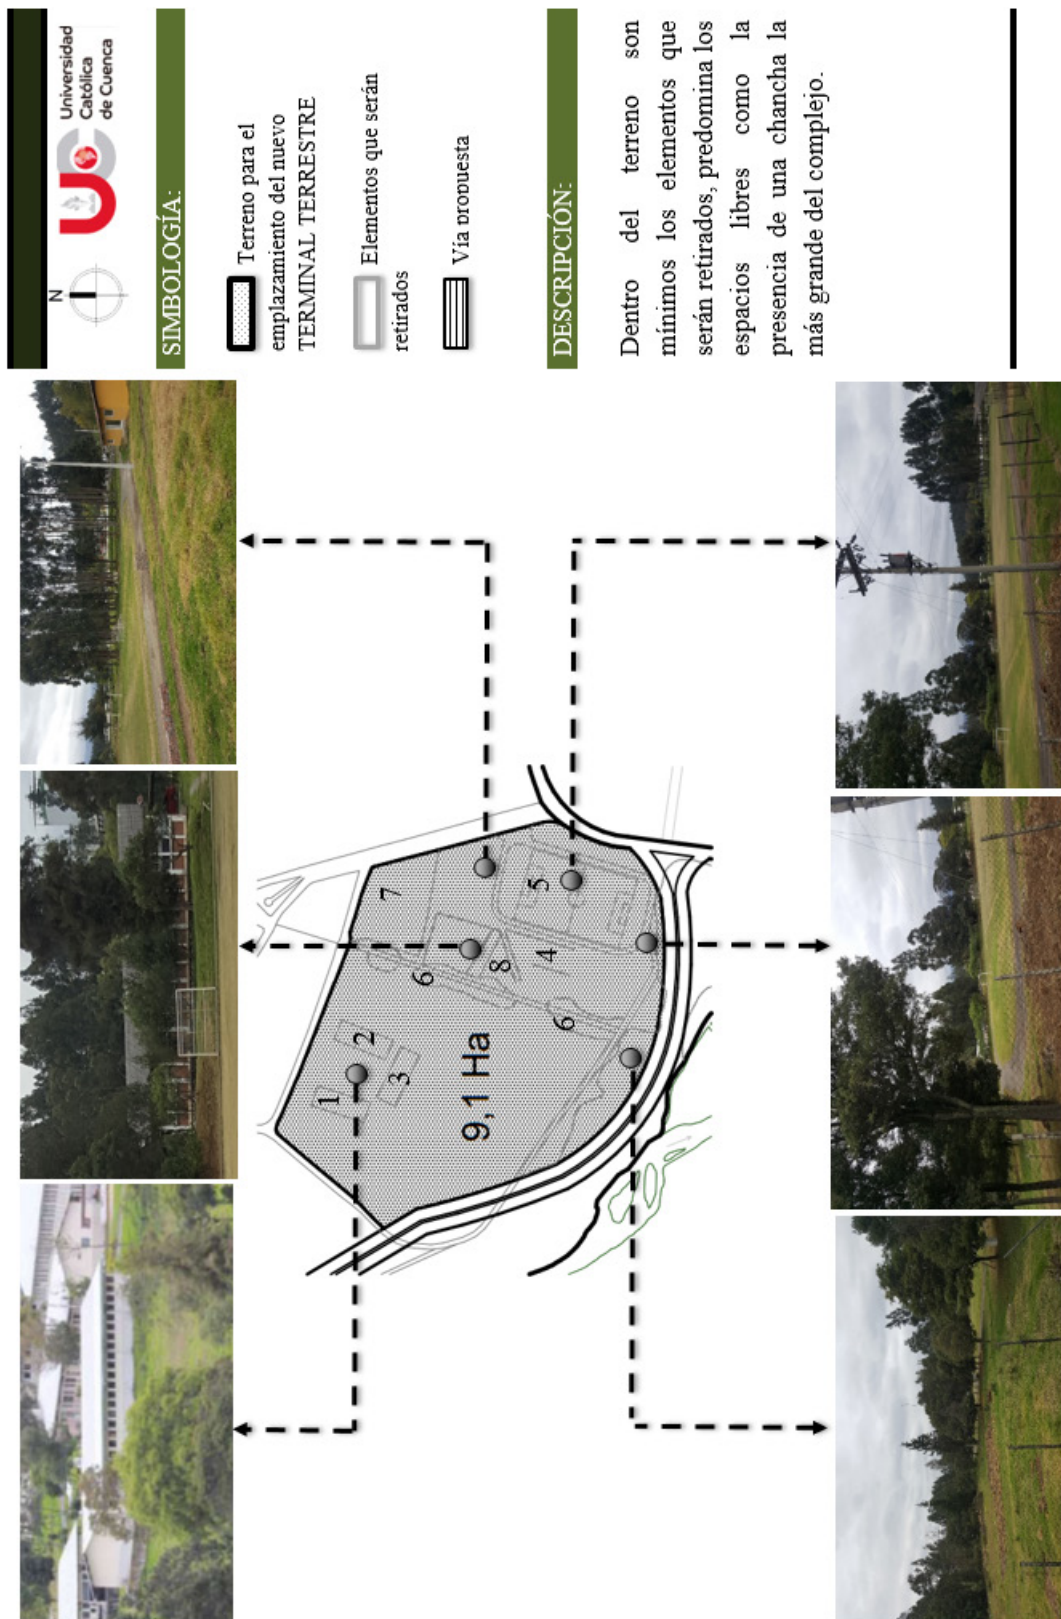 1
2
3
9,1 Ha
6
7
8
4
5
6
N
Universidad
Católica
de Cuenca
UC
SIMBOLOGÍA:
Terreno para el
emplazamiento del nuevo
TERMINAL TERRESTRE
Elementos que serán
retirados
Vía propuesta
DESCRIPCIÓN:
Dentro del terreno son
mínimos los elementos que
serán retirados, predomina los
espacios libres como la
presencia de una chancha la
más grande del complejo.